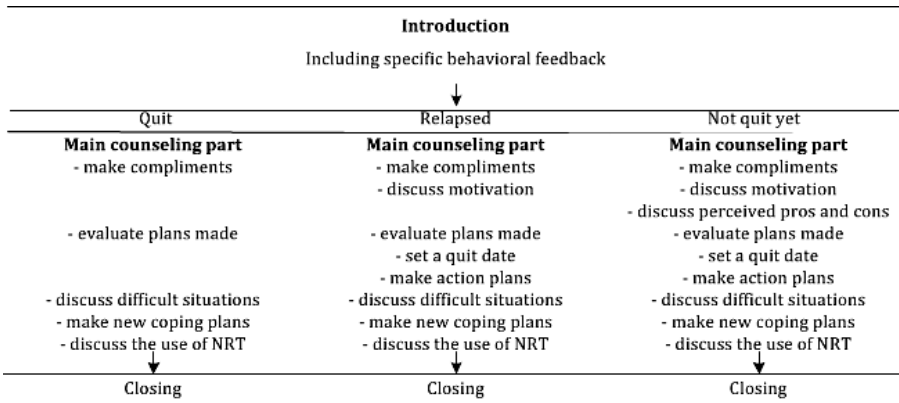 Introduction
Including specific behavioral feedback
Quit Relapsed Not quit yet
Main counseling part Main counseling part Main counseling part
- make compliments - make compliments - make compliments
- discuss motivation - discuss motivation
- discuss perceived pros and cons
- evaluate plans made - evaluate plans made - evaluate plans made
- set a quit date - set a quit date
- make action plans - make action plans
- discuss difficult situations - discuss difficult situations - discuss difficult situations
- make new coping plans - make new coping plans - make new coping plans
- discuss the use of NRT - discuss the use of NRT - discuss the use of NRT
Closing Closing Closing